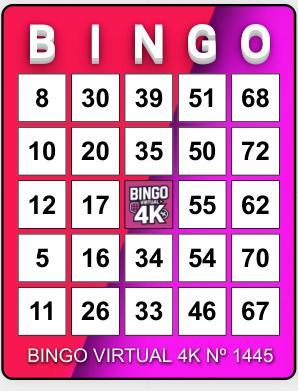 B I N G O
8 30 39 51 68
10 20 35 50 72
12 17 BINGO VIRTUAL 4K 55 62
5 16 34 54 70
11 26 33 46 67
BINGO VIRTUAL 4K Nº 1445